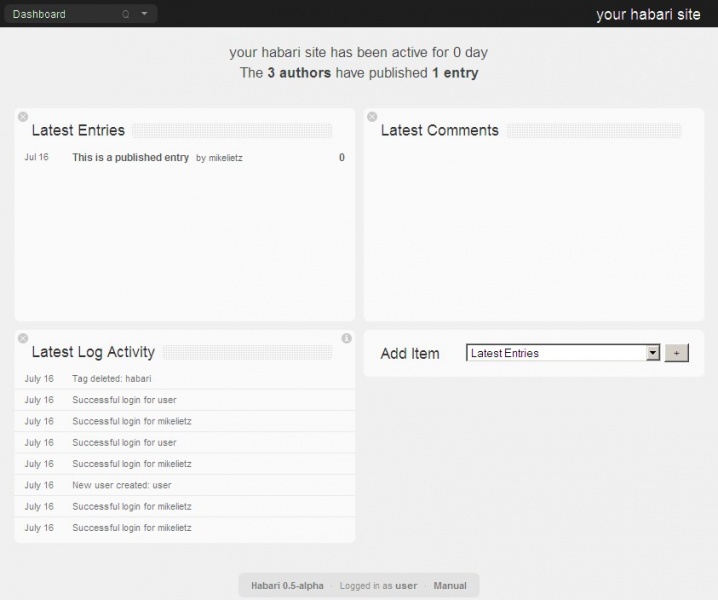 Dashboard Q
your habari site
your habari site has been active for 0 day
The 3 authors have published 1 entry
Latest Entries
Jul 16 This is a published entry by mikelietz 0
Latest Comments
Latest Log Activity
July 16 Tag deleted: habari
July 16 Successful login for user
July 16 Successful login for mikelietz
July 16 Successful login for user
July 16 Successful login for mikelietz
July 16 New user created: user
July 16 Successful login for mikelietz
July 16 Successful login for mikelietz
Add Item Latest Entries +
Habari 0.5-alpha · Logged in as user · Manual